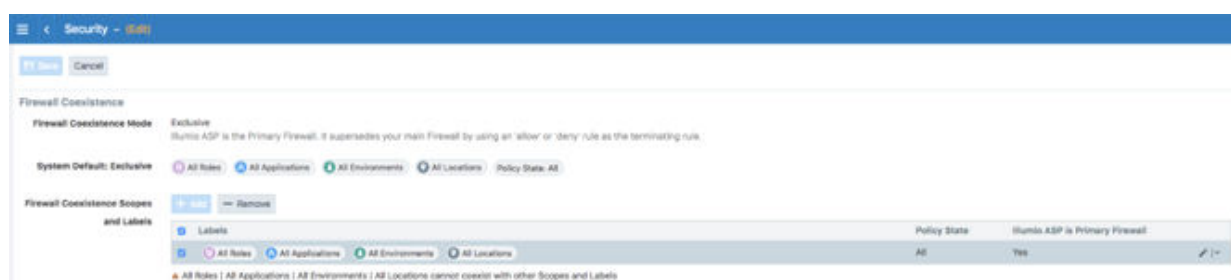 Security – (Edit)
Save Cancel
Firewall Coexistence
Firewall Coexistence Mode Exclusive
Illumio ASP is the Primary Firewall. It supersedes your main Firewall by using an 'allow' or 'deny' rule as the terminating rule.
System Default: Exclusive All Roles All Applications All Environments All Locations Policy State: All
Firewall Coexistence Scopes and Labels + Add — Remove
Labels Policy State Illumio ASP is Primary Firewall
All Roles All Applications All Environments All Locations All Yes
All Roles | All Applications | All Environments | All Locations cannot coexist with other Scopes and Labels